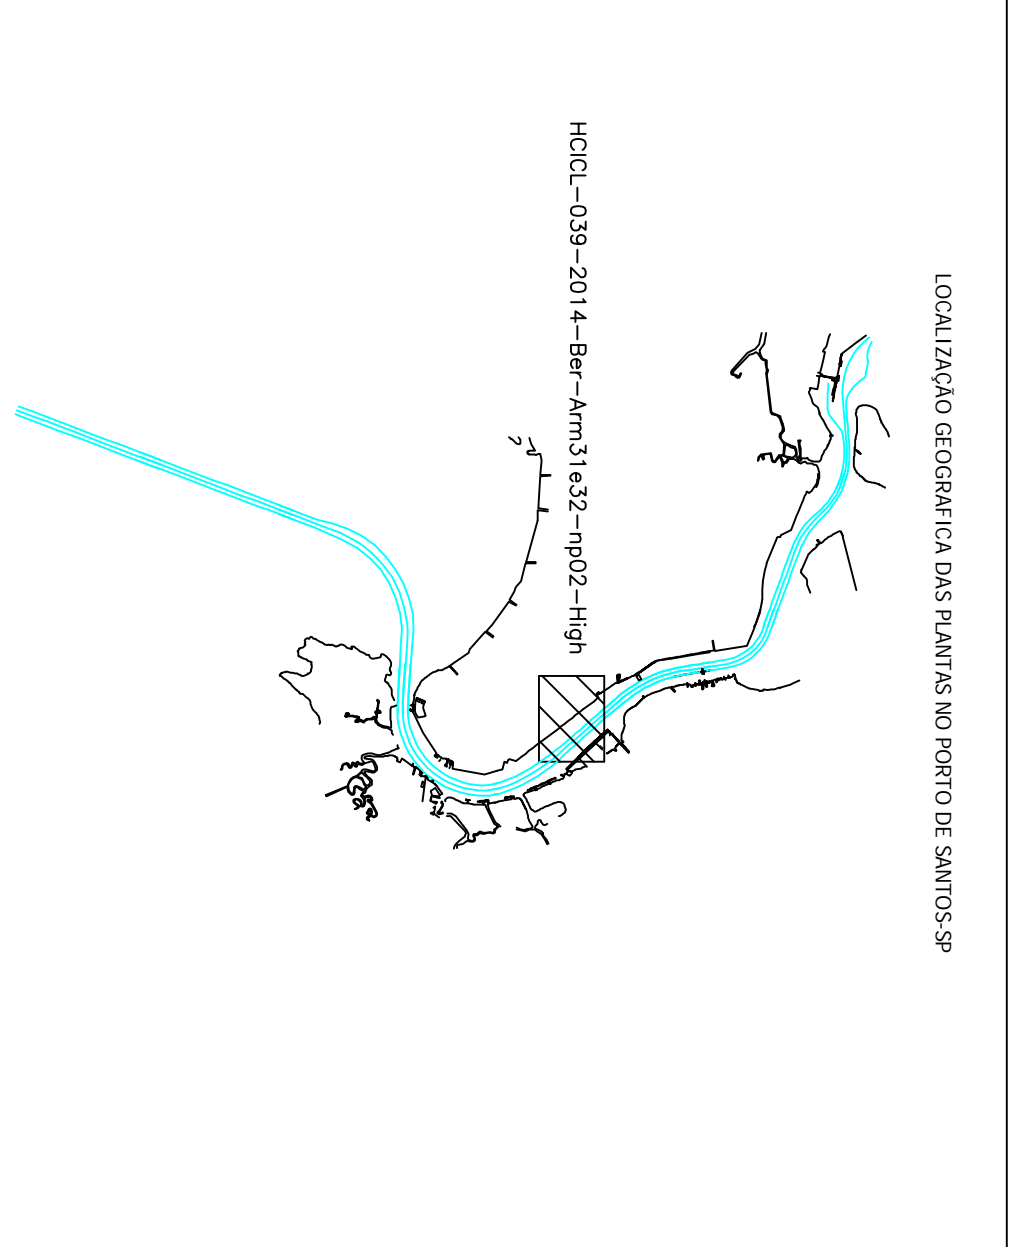 LOCALIZAÇÃO GEOGRAFICA DAS PLANTAS NO PORTO DE SANTOS-SP
HCICL-039-2014-Ber-Arm31e32-np02-High